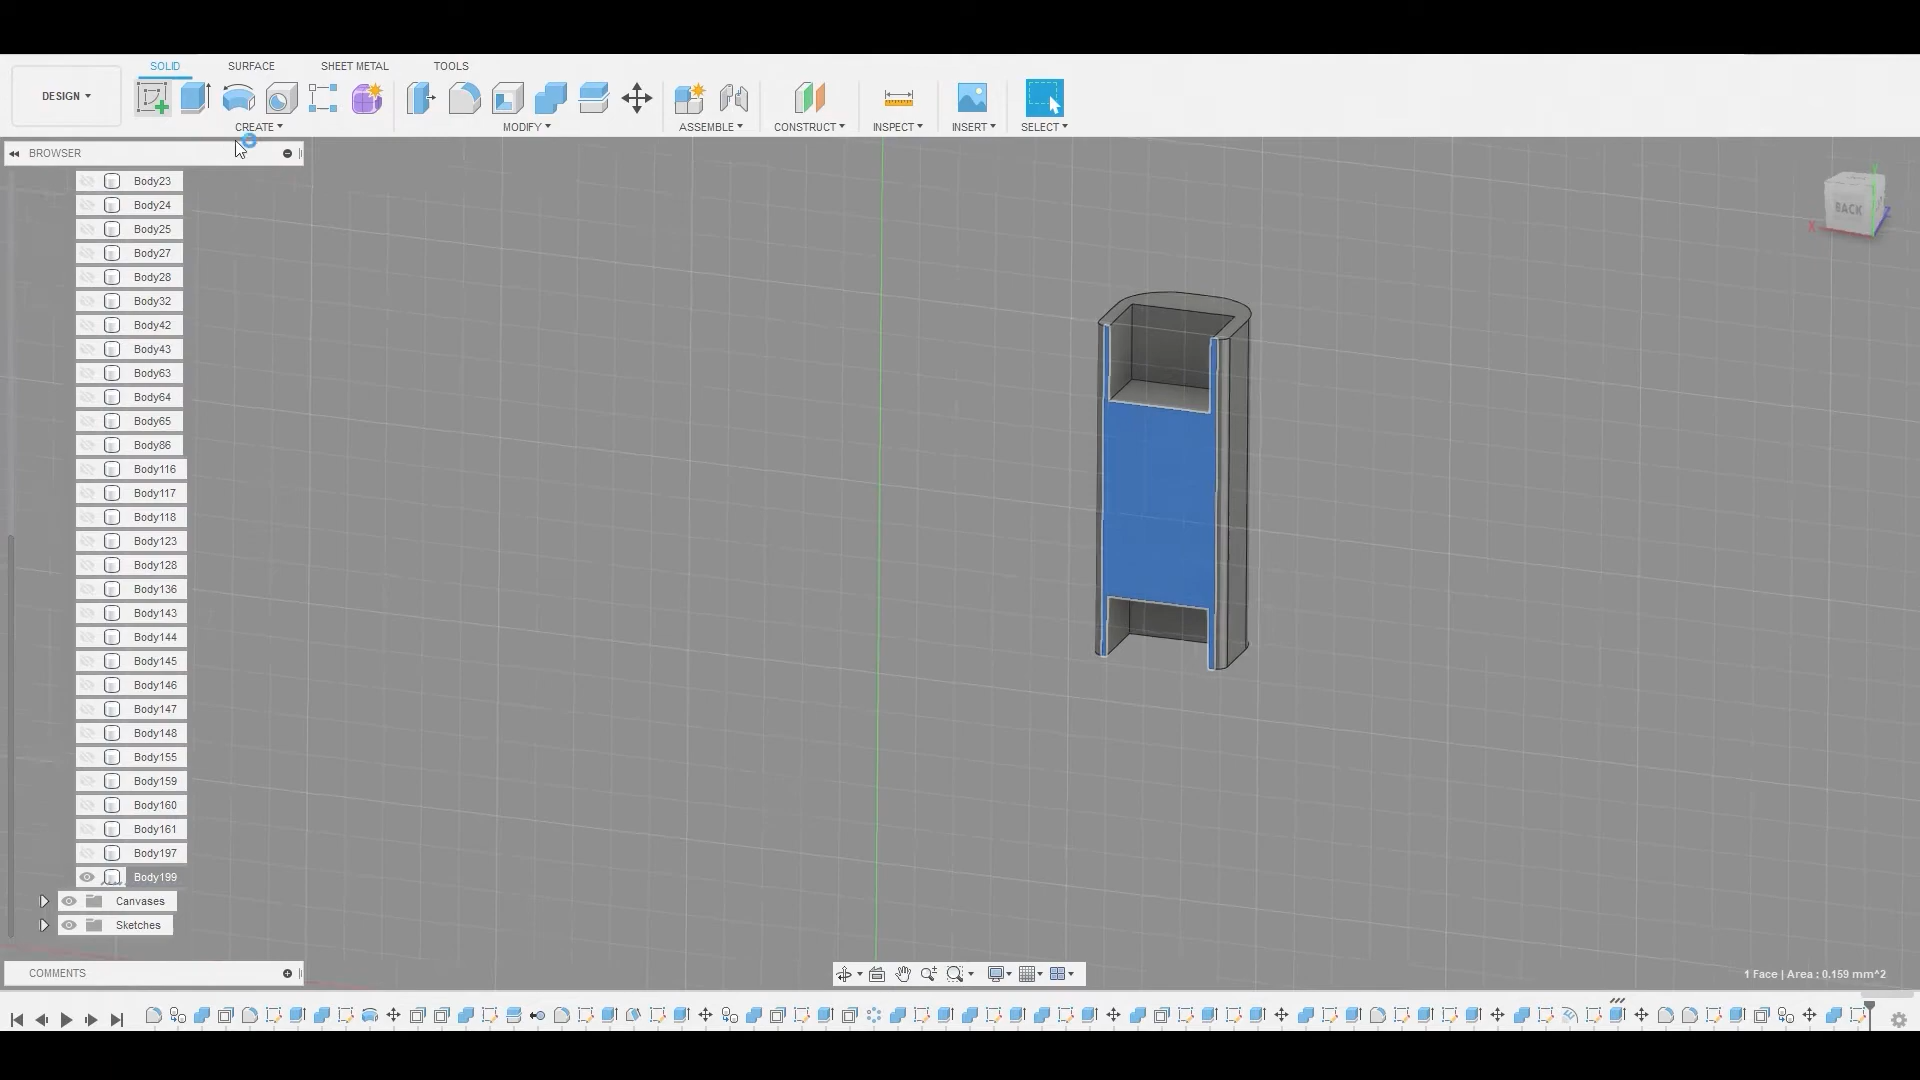 SOLID
SURFACE
SHEET METAL
TOOLS
DESIGN
CREATE
MODIFY
ASSEMBLE
CONSTRUCT
INSPECT
INSERT
SELECT
BROWSER
Body23
Body24
Body25
Body27
Body28
Body32
Body42
Body43
Body63
Body64
Body65
Body86
Body116
Body117
Body118
Body123
Body128
Body136
Body143
Body144
Body145
Body146
Body147
Body148
Body155
Body159
Body160
Body161
Body197
Body199
Canvases
Sketches
COMMENTS
Y
BACK
X
Z
1 Face | Area : 0.159 mm^2